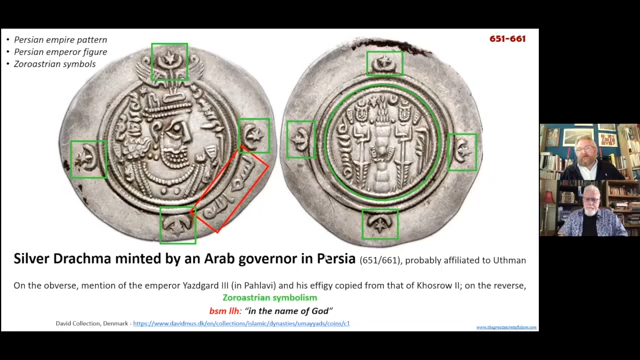 • Persian empire pattern
• Persian emperor figure
• Zoroastrian symbols
651-661
Silver Drachma minted by an Arab governor in Persia (651/661), probably affiliated to Uthman
On the obverse, mention of the emperor Yazdgard III (in Pahlavi) and his effigy copied from that of Khosrow II; on the reverse,
Zoroastrian symbolism
bsm llh: “in the name of God”
David Collection, Denmark - https://www.davidmus.dk/en/collections/islamic/dynasties/umayyads/coins/c1